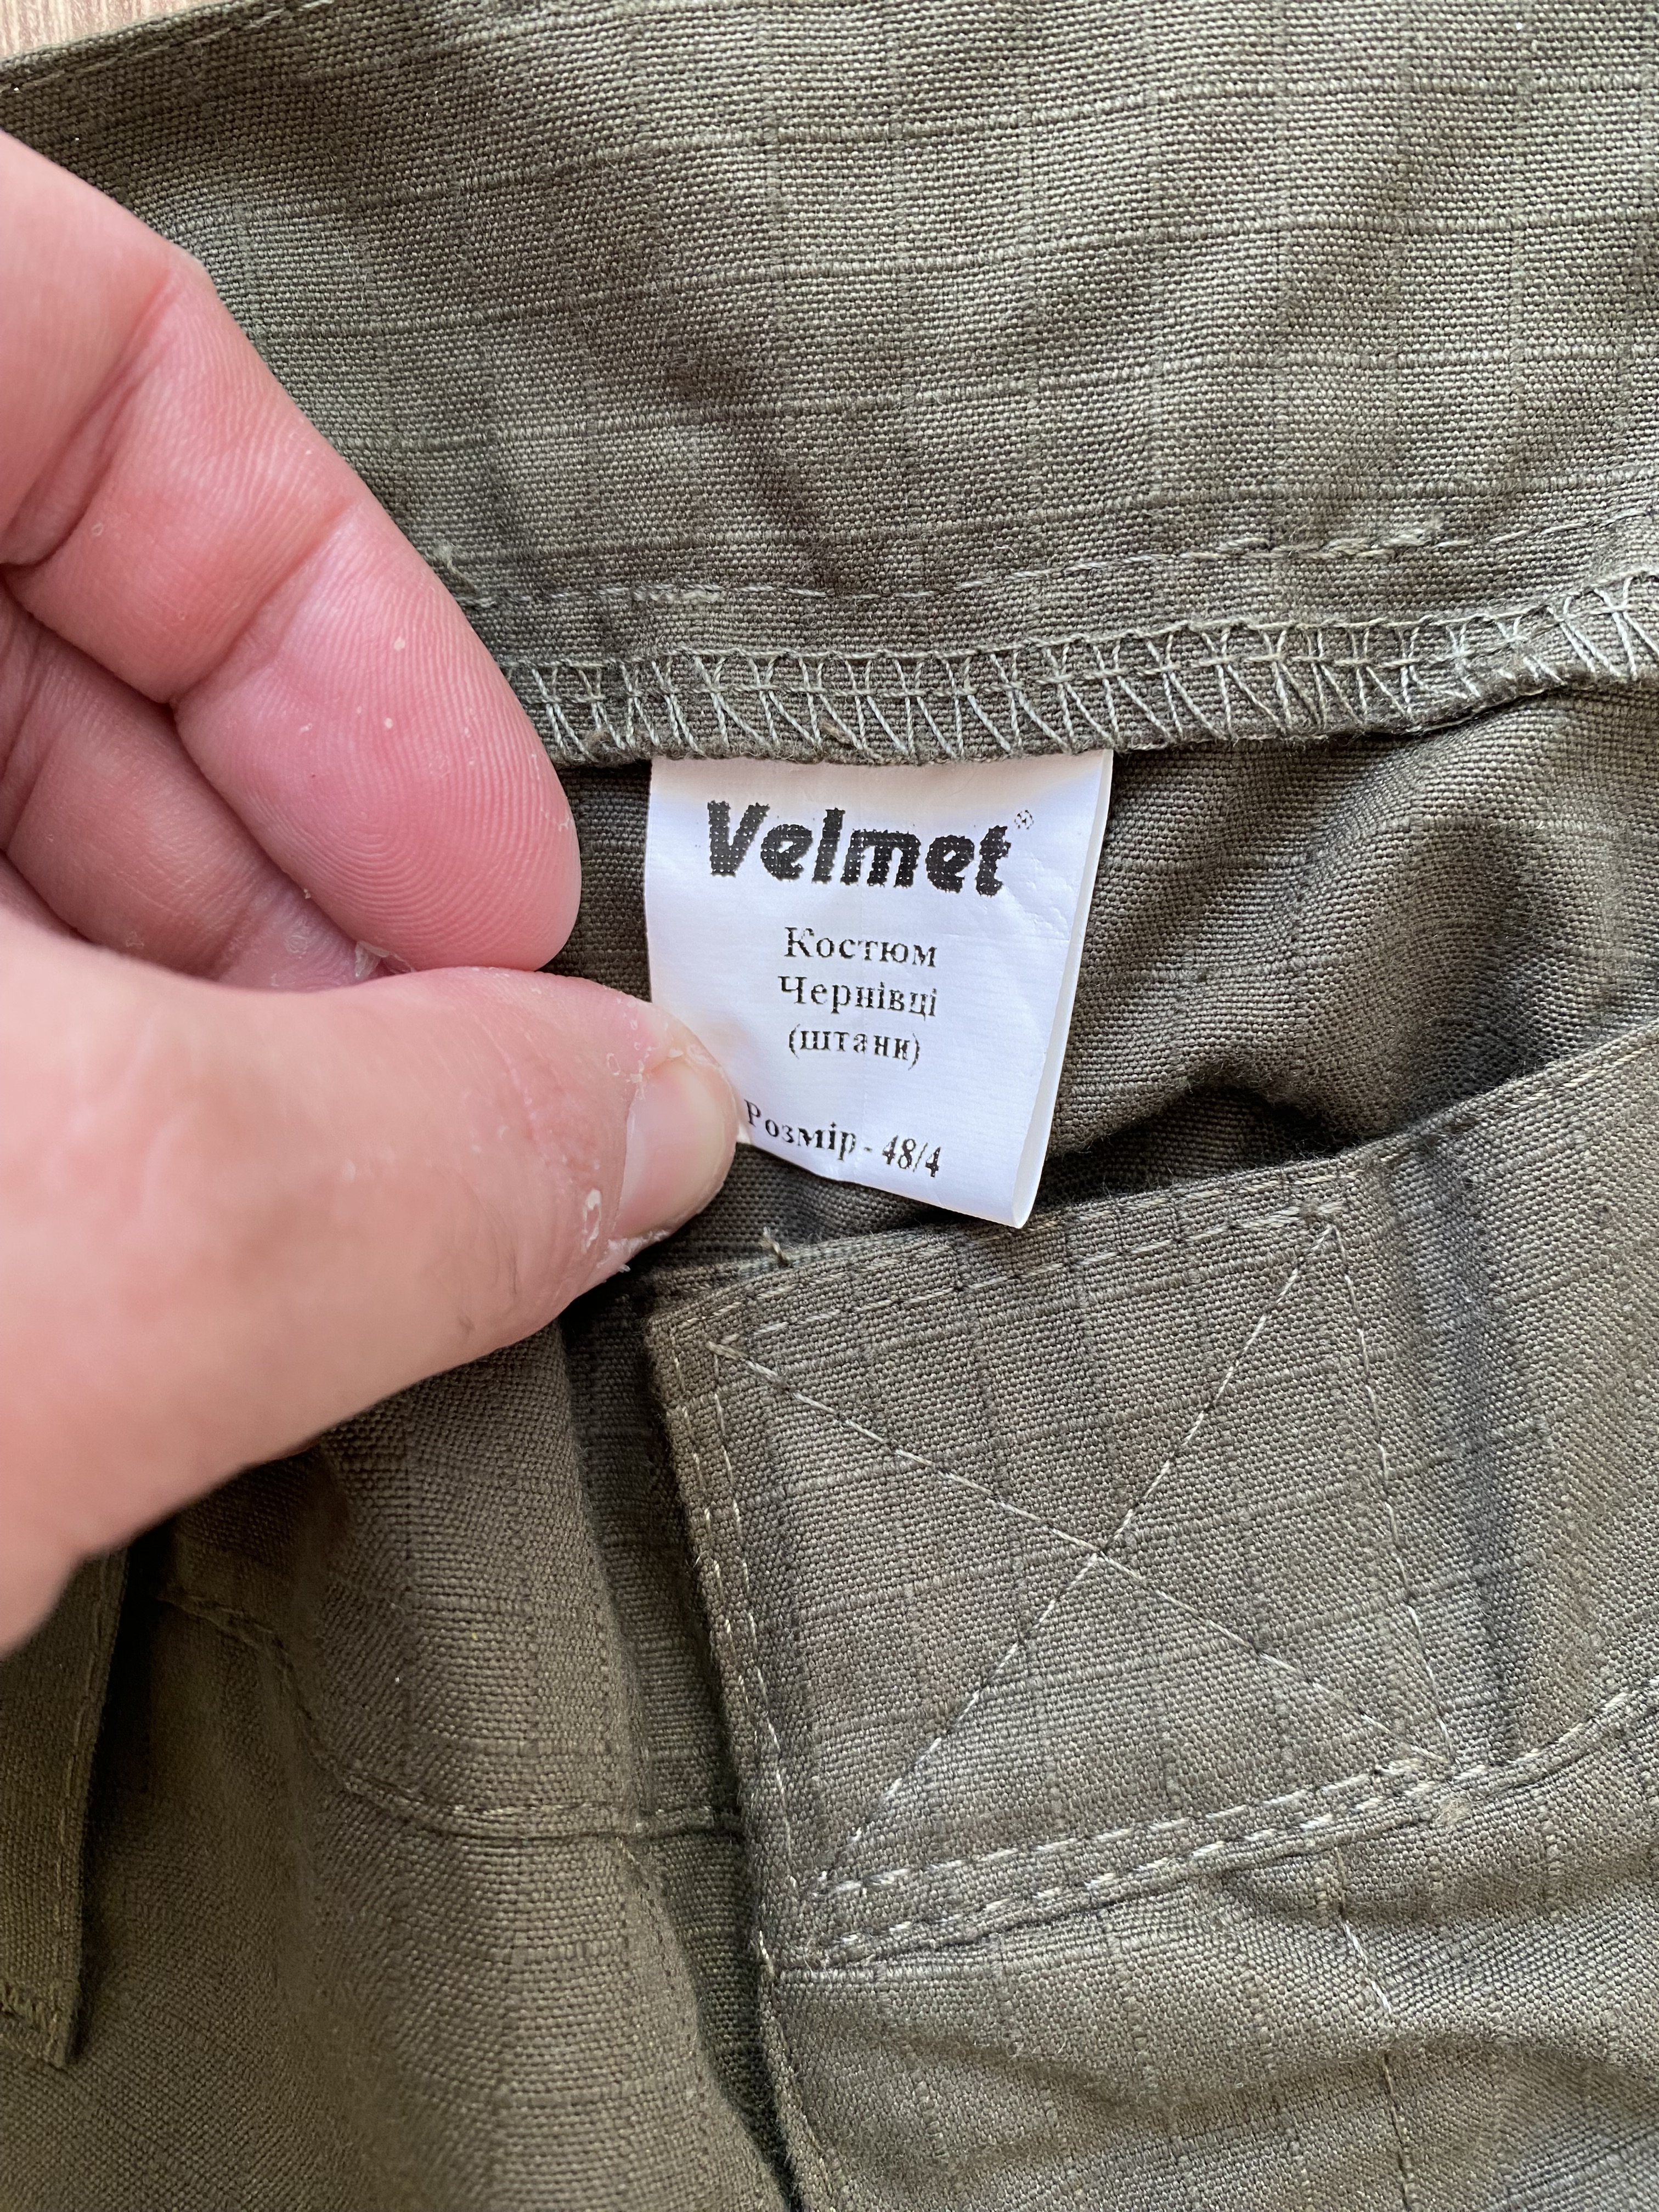 Velmet
Костюм
Чернівці
(штани)
Розмір - 48/4